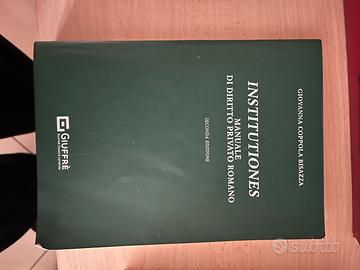 GIOVANNA COPPOLA BISAZZA
INSTITUTIONES
MANUALE
DI DIRITTO PRIVATO ROMANO
SECONDA EDIZIONE
GIUFFRÈ
subito